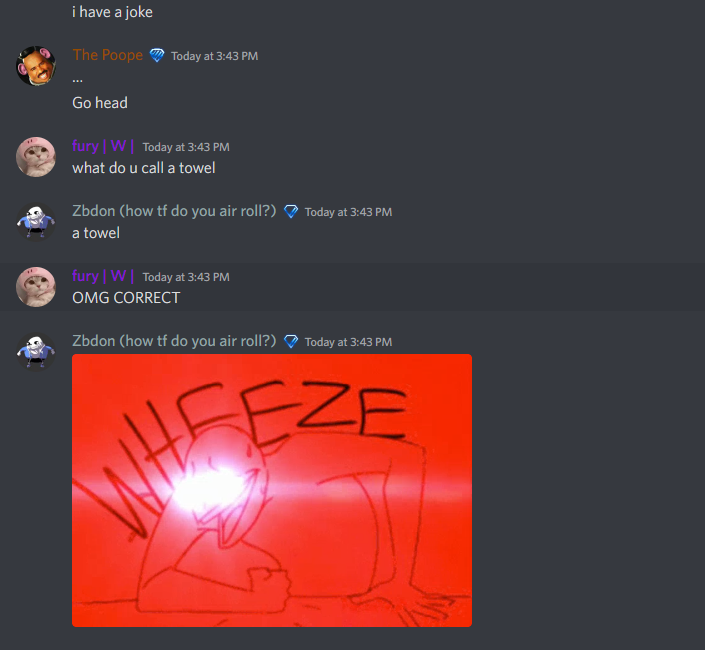 i have a joke
The Poope Today at 3:43 PM
...
Go head
fury | W | Today at 3:43 PM
what do u call a towel
Zbdon (how tf do you air roll?) Today at 3:43 PM
a towel
fury | W | Today at 3:43 PM
OMG CORRECT
Zbdon (how tf do you air roll?) Today at 3:43 PM
WHEEZE